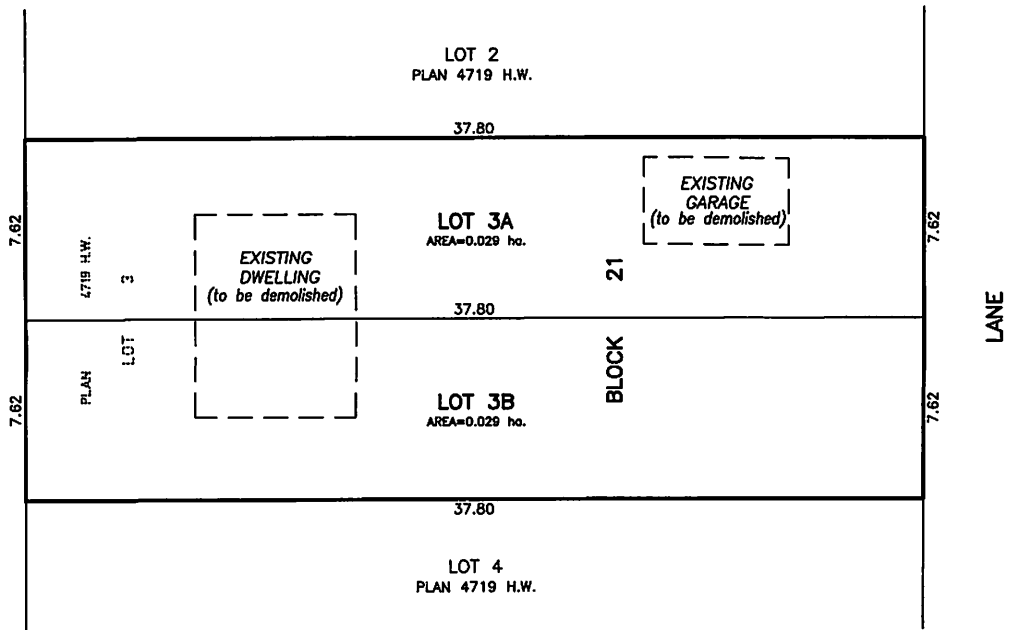 LOT 2
PLAN 4719 H.W.
37.80
7.62
EXISTING
GARAGE
(to be demolished)
7.62
LOT 3A
AREA=0.029 ha.
EXISTING
DWELLING
(to be demolished)
PLAN 4719 H.W.
LOT 3
BLOCK 21
37.80
LANE
7.62
LOT 3B
AREA=0.029 ha.
7.62
37.80
LOT 4
PLAN 4719 H.W.